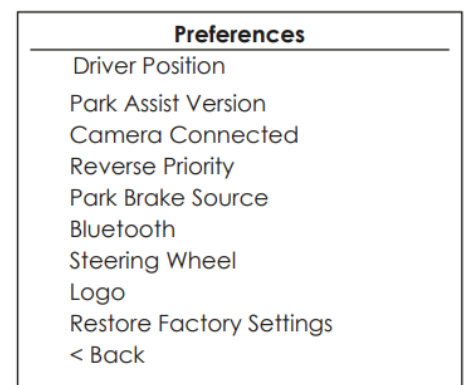 Preferences
Driver Position
Park Assist Version
Camera Connected
Reverse Priority
Park Brake Source
Bluetooth
Steering Wheel
Logo
Restore Factory Settings
< Back